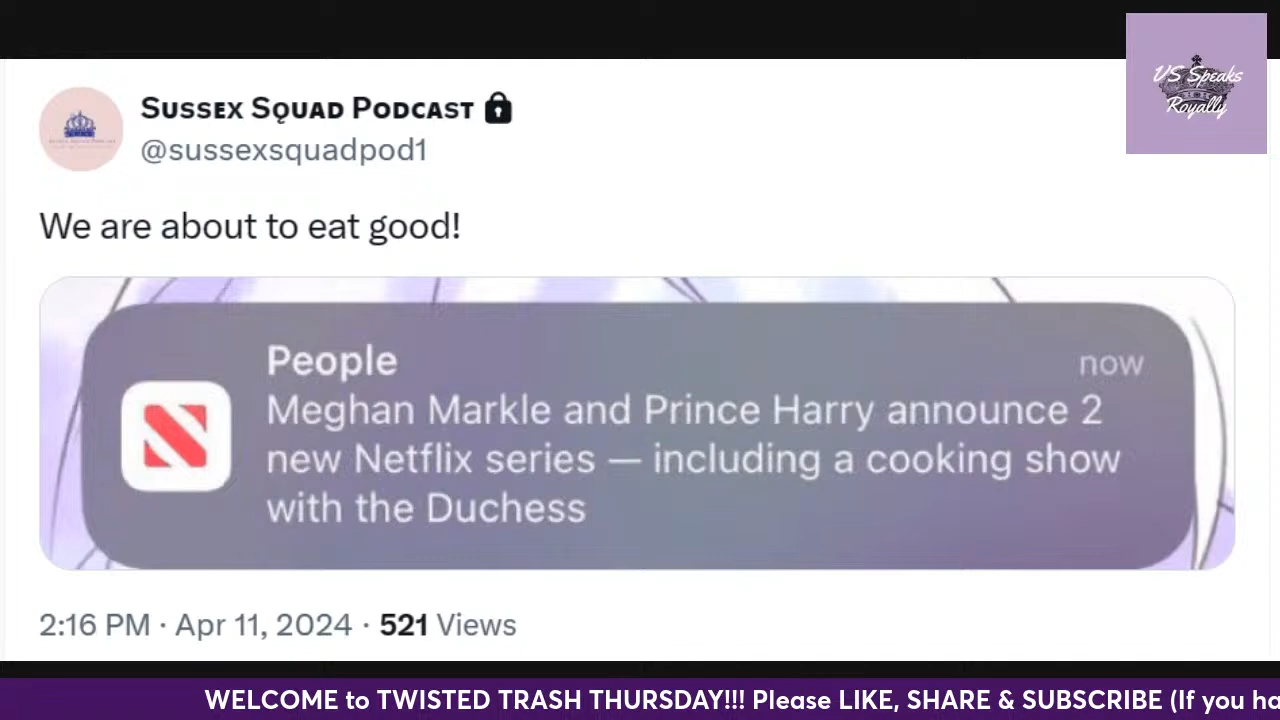 VS Speaks
Royally
Sussex Squad Podcast
@sussexsquadpod1
We are about to eat good!
People
now
Meghan Markle and Prince Harry announce 2
new Netflix series — including a cooking show
with the Duchess
2:16 PM · Apr 11, 2024 · 521 Views
WELCOME to TWISTED TRASH THURSDAY!!! Please LIKE, SHARE & SUBSCRIBE (If you ha